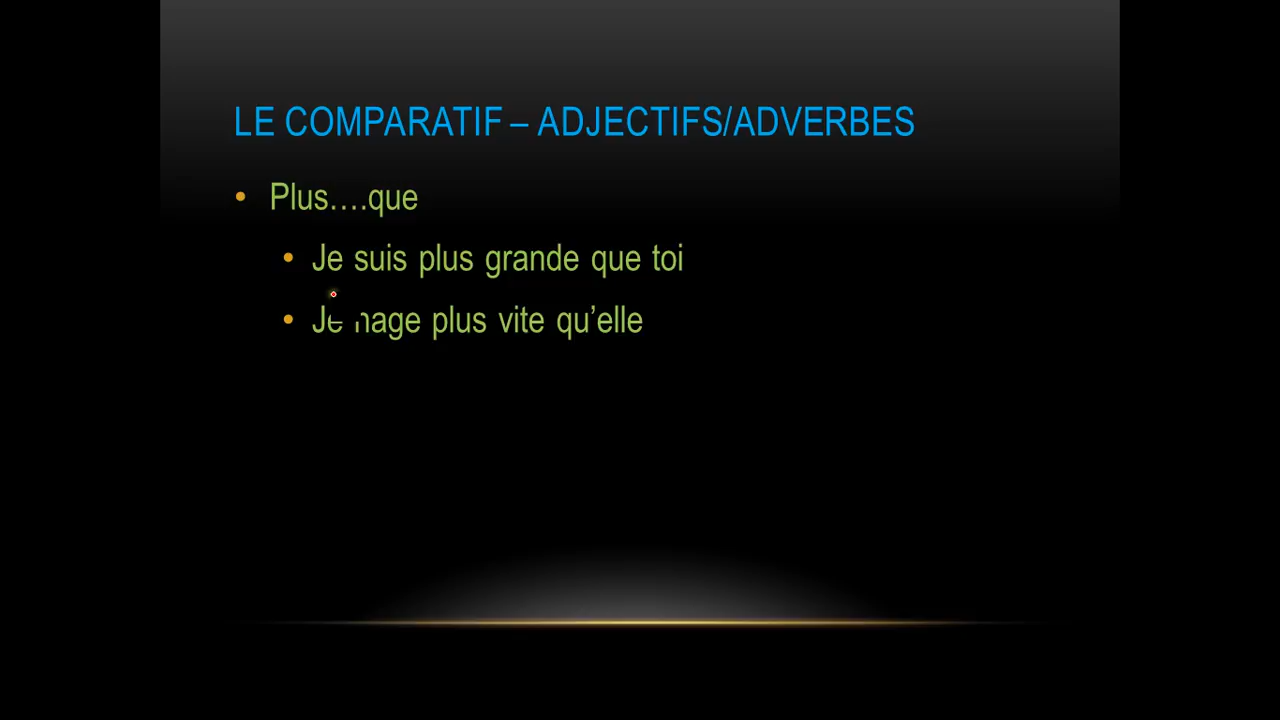 LE COMPARATIF – ADJECTIFS/ADVERBES
• Plus….que
• Je suis plus grande que toi
• Je nage plus vite qu’elle